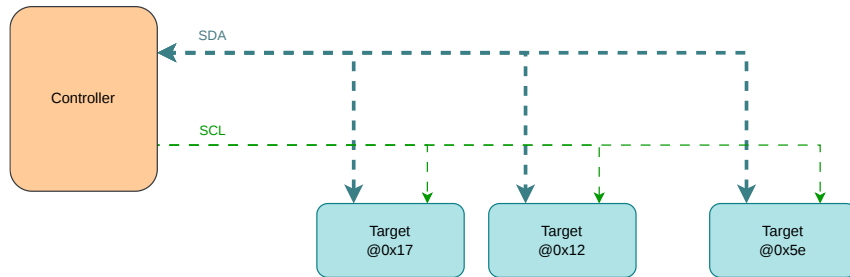 SDA
Controller
SCL
Target
@0x17
Target
@0x12
Target
@0x5e